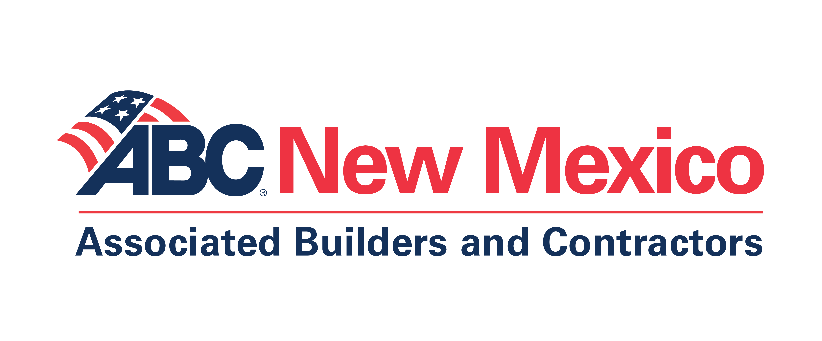 ABC® New Mexico
Associated Builders and Contractors